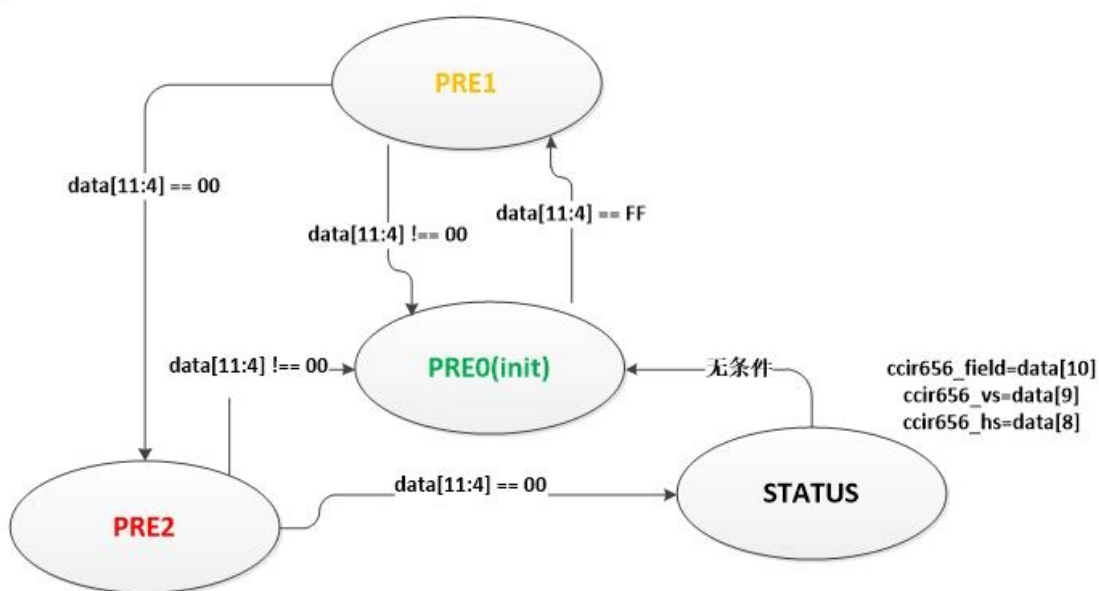 PRE1
data[11:4] == 00
data[11:4] == FF
data[11:4] !== 00
data[11:4] !== 00
PRE0(init)
无条件
ccir656_field=data[10]
ccir656_vs=data[9]
ccir656_hs=data[8]
data[11:4] == 00
STATUS
PRE2